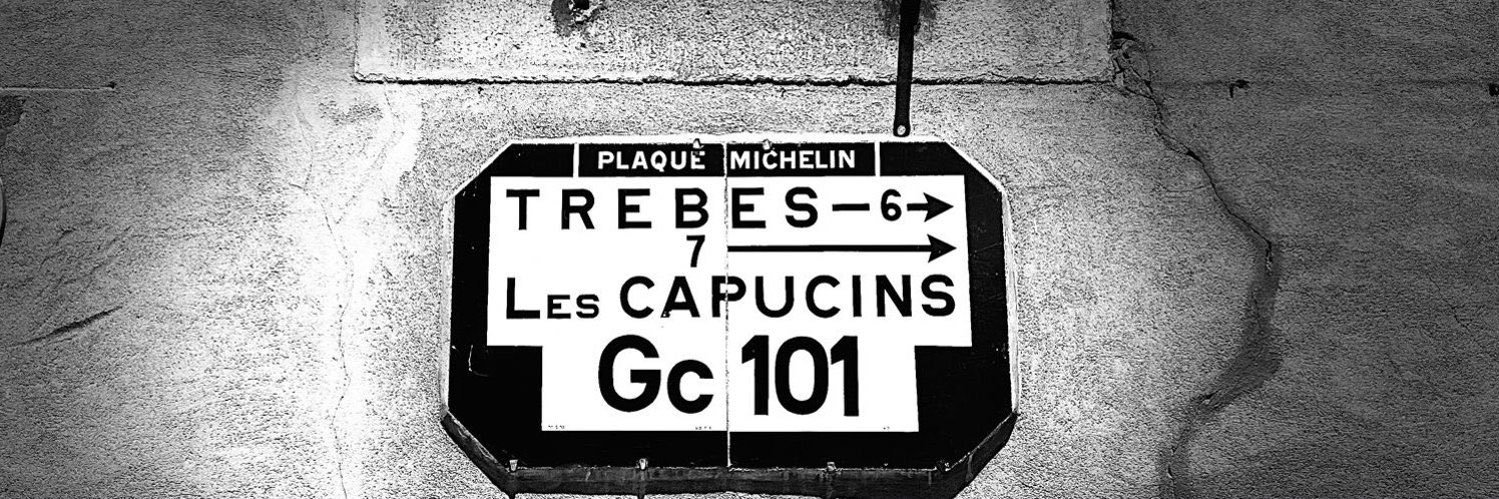 PLAQUE MICHELIN
TREBES — 6 →
7 →
LES CAPUCINS
Gc 101